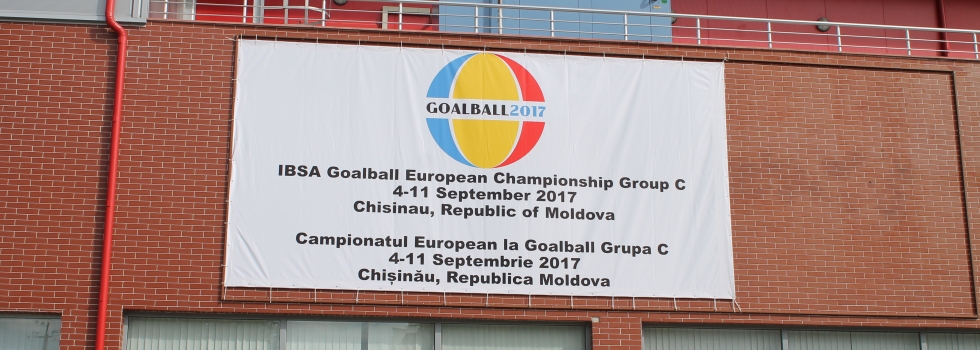 GOALBALL2017
IBSA Goalball European Championship Group C
4-11 September 2017
Chisinau, Republic of Moldova
Campionatul European la Goalball Grupa C
4-11 Septembrie 2017
Chișinău, Republica Moldova